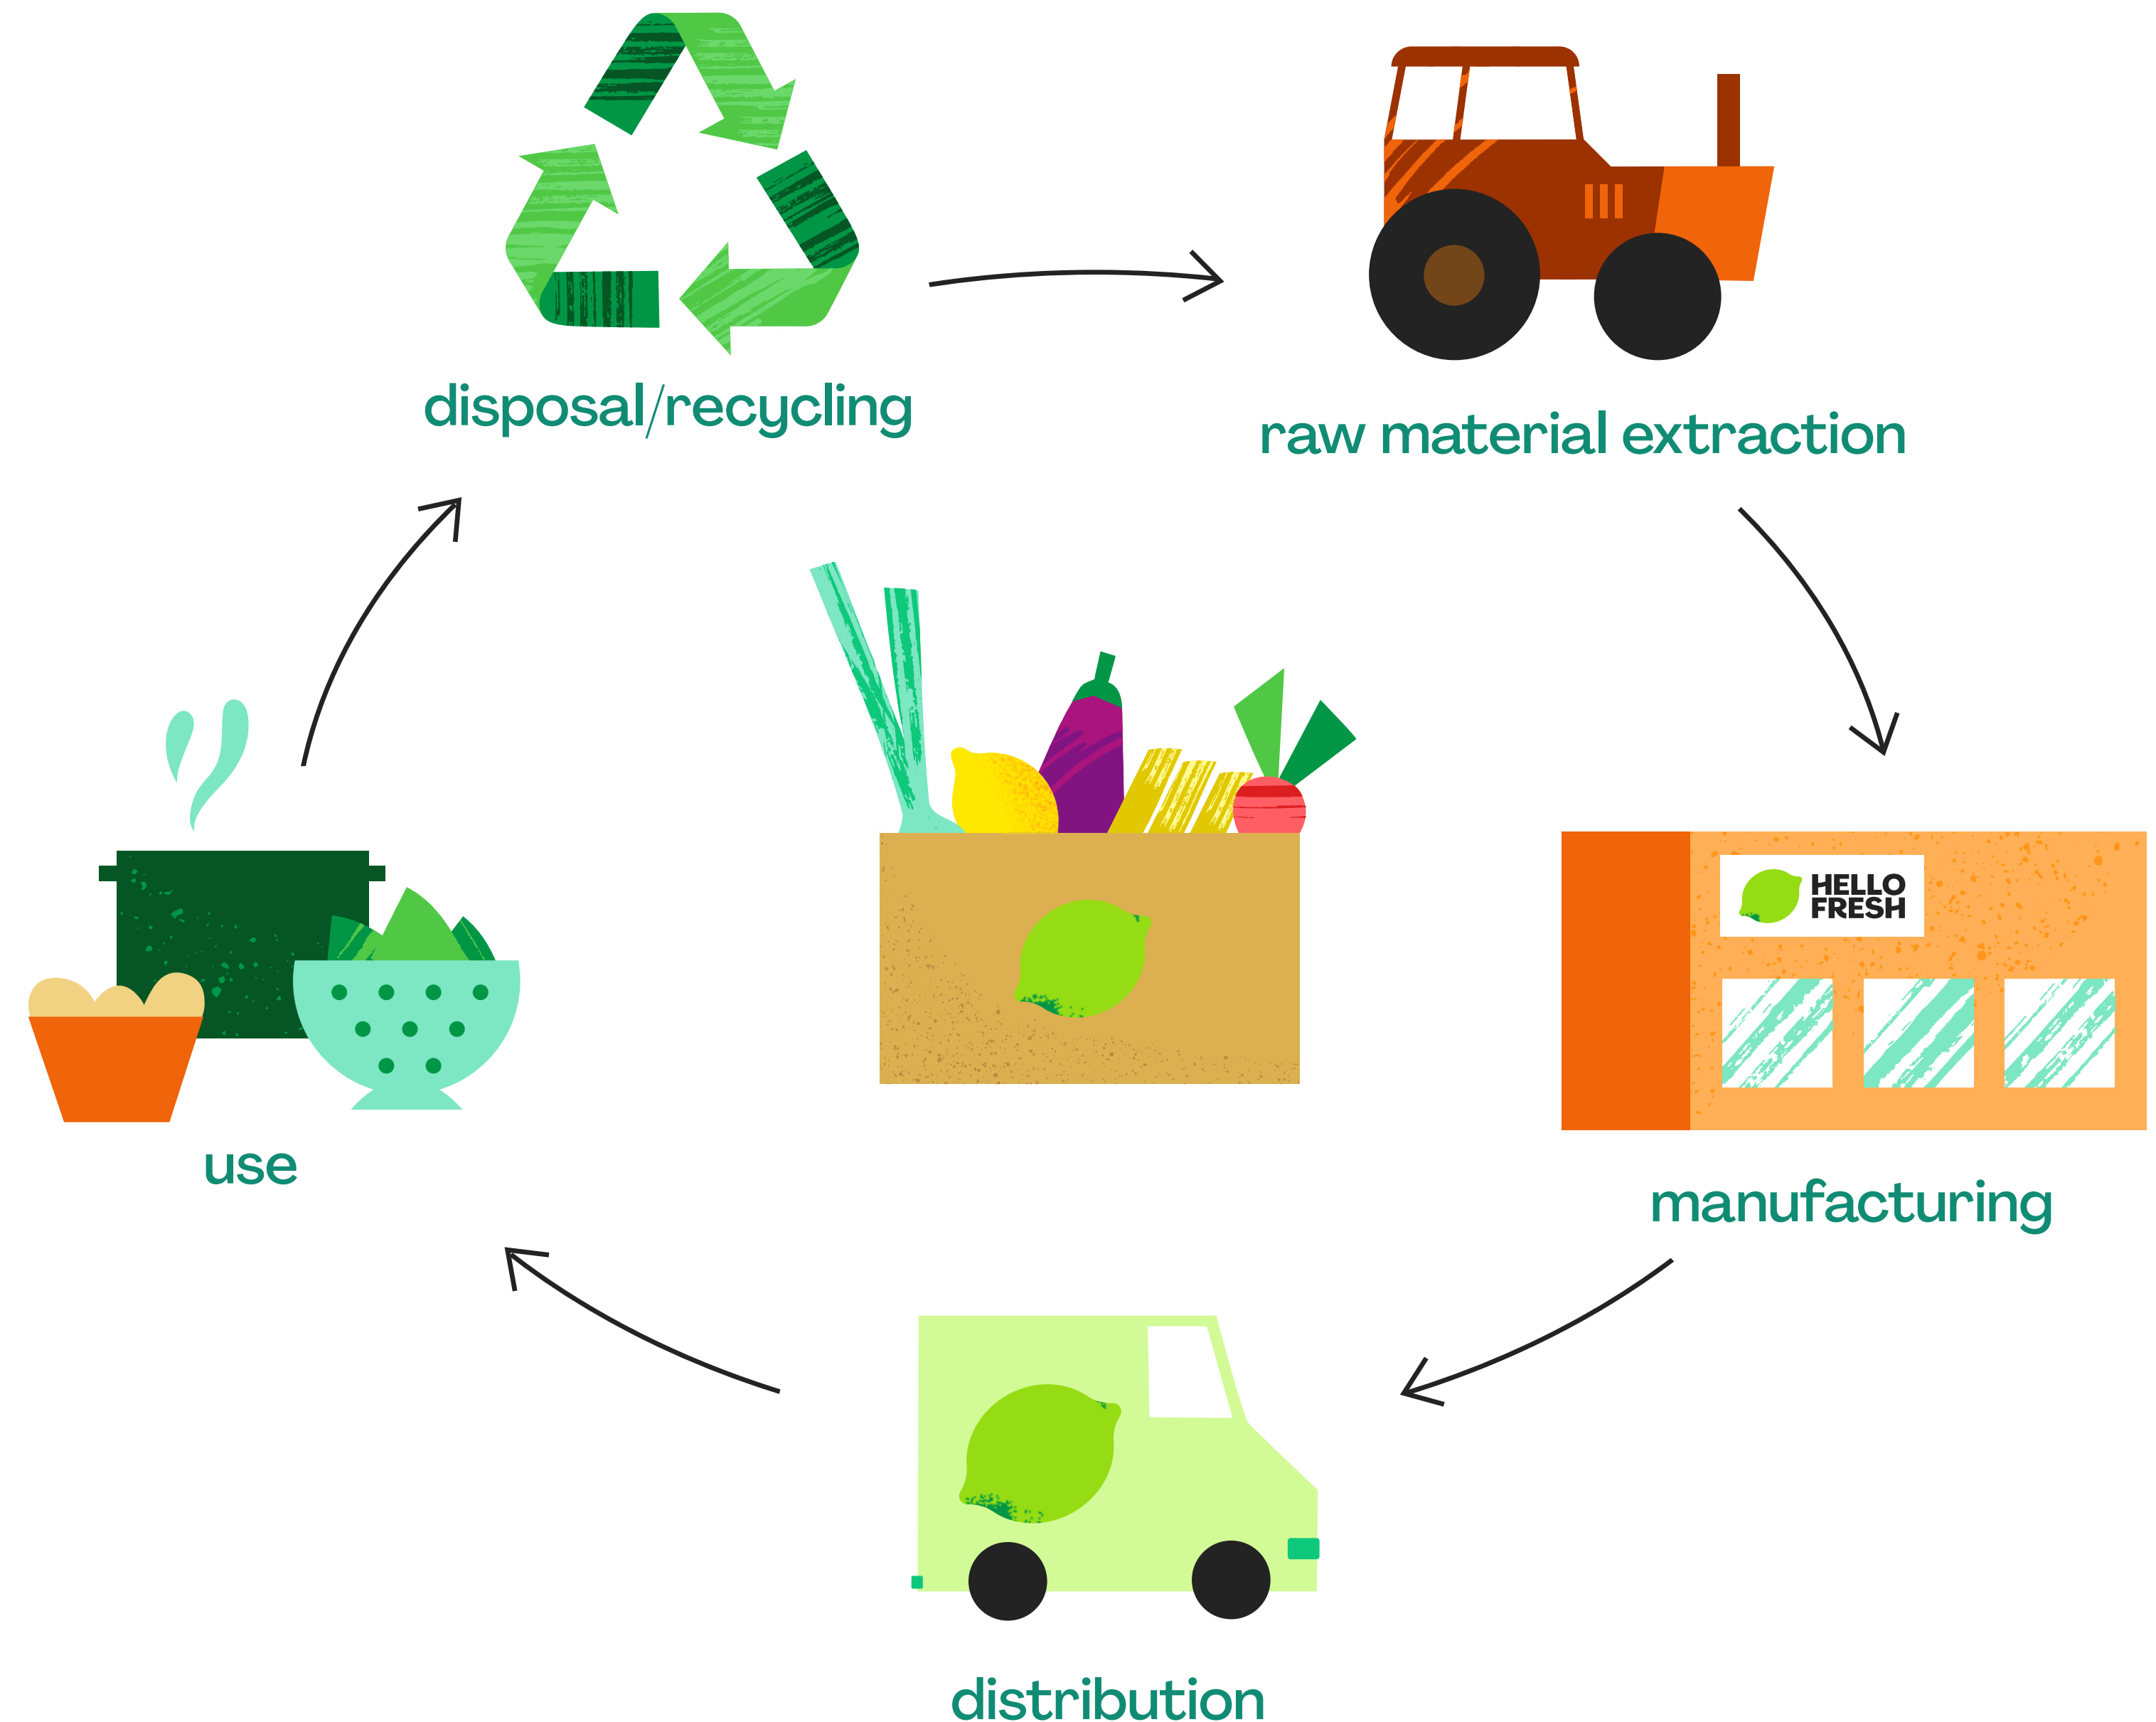 disposal/recycling
raw material extraction
HELLO
FRESH
use
manufacturing
distribution